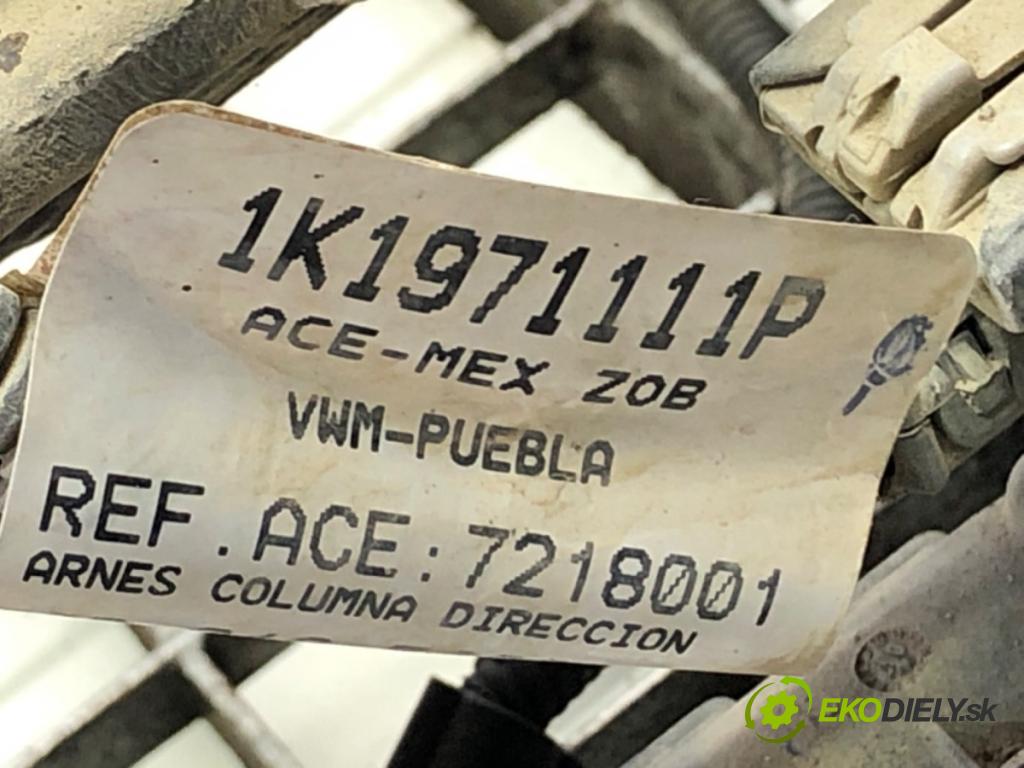 1K1971111P
ACE-MEX ZOB
VWM-PUEBLA
REF.ACE:7218001
ARNES COLUMNA DIRECCION
EKODIELY.sk